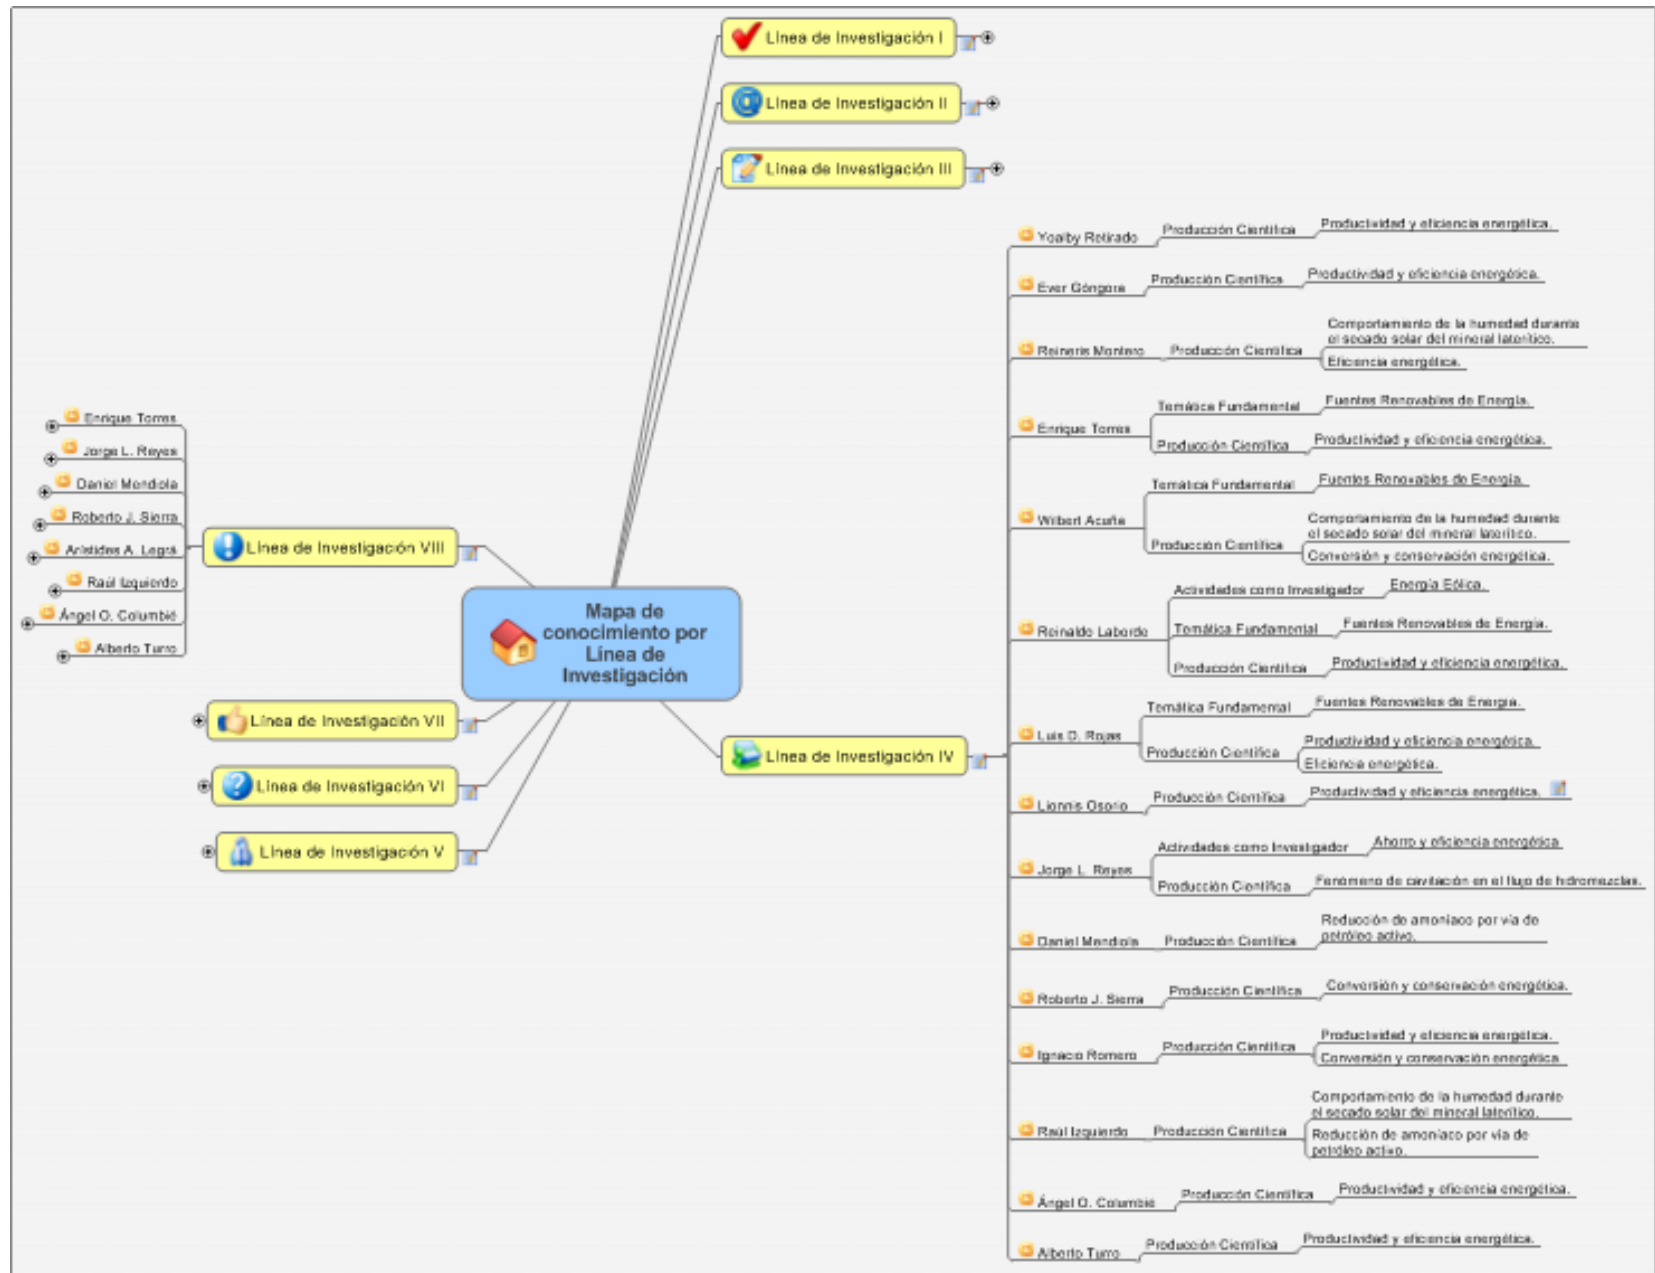 Línea de Investigación I
Línea de Investigación II
Línea de Investigación III
Mapa de
conocimiento por
Línea de
Investigación
Línea de Investigación IV
Yoalby Retirado
Producción Científica
Productividad y eficiencia energética.
Ever Góngora
Producción Científica
Productividad y eficiencia energética.
Reineris Montero
Producción Científica
Comportamiento de la humedad durante
el secado solar del mineral laterítico.
Eficiencia energética.
Enrique Torres
Temática Fundamental
Fuentes Renovables de Energía.
Producción Científica
Productividad y eficiencia energética.
Wilbert Acuña
Temática Fundamental
Fuentes Renovables de Energía.
Producción Científica
Comportamiento de la humedad durante
el secado solar del mineral laterítico.
Conversión y conservación energética.
Reinaldo Laborde
Actividades como Investigador
Energía Eólica.
Temática Fundamental
Fuentes Renovables de Energía.
Producción Científica
Productividad y eficiencia energética.
Luis D. Rojas
Temática Fundamental
Fuentes Renovables de Energía.
Producción Científica
Productividad y eficiencia energética.
Eficiencia energética.
Lionnis Osorio
Producción Científica
Productividad y eficiencia energética.
Jorge L. Reyes
Actividades como Investigador
Ahorro y eficiencia energética
Producción Científica
Fenómeno de cavitación en el flujo de hidromezclas.
Daniel Mendiola
Producción Científica
Reducción de amoníaco por vía de
petróleo activo.
Roberto J. Sierra
Producción Científica
Conversión y conservación energética.
Ignacio Romero
Producción Científica
Productividad y eficiencia energética.
Conversión y conservación energética
Raúl Izquierdo
Producción Científica
Comportamiento de la humedad durante
el secado solar del mineral laterítico.
Reducción de amoníaco por vía de
petróleo activo.
Ángel O. Columbié
Producción Científica
Productividad y eficiencia energética.
Alberto Turro
Producción Científica
Productividad y eficiencia energética.
Línea de Investigación VIII
Enrique Torres
Jorge L. Reyes
Daniel Mendiola
Roberto J. Sierra
Arístides A. Legrá
Raúl Izquierdo
Ángel O. Columbié
Alberto Turro
Línea de Investigación VII
Línea de Investigación VI
Línea de Investigación V